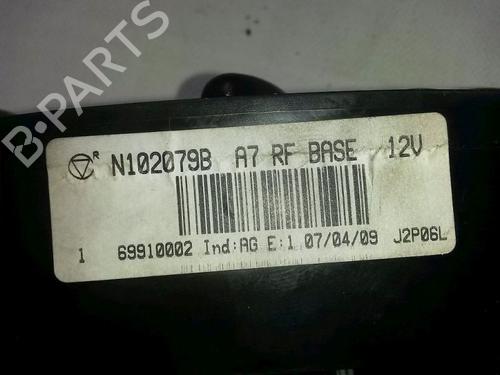 C-PARTS
R N102079B A7 RF BASE 12V
1 69910002 Ind:AG E:1 07/04/09 J2P06L